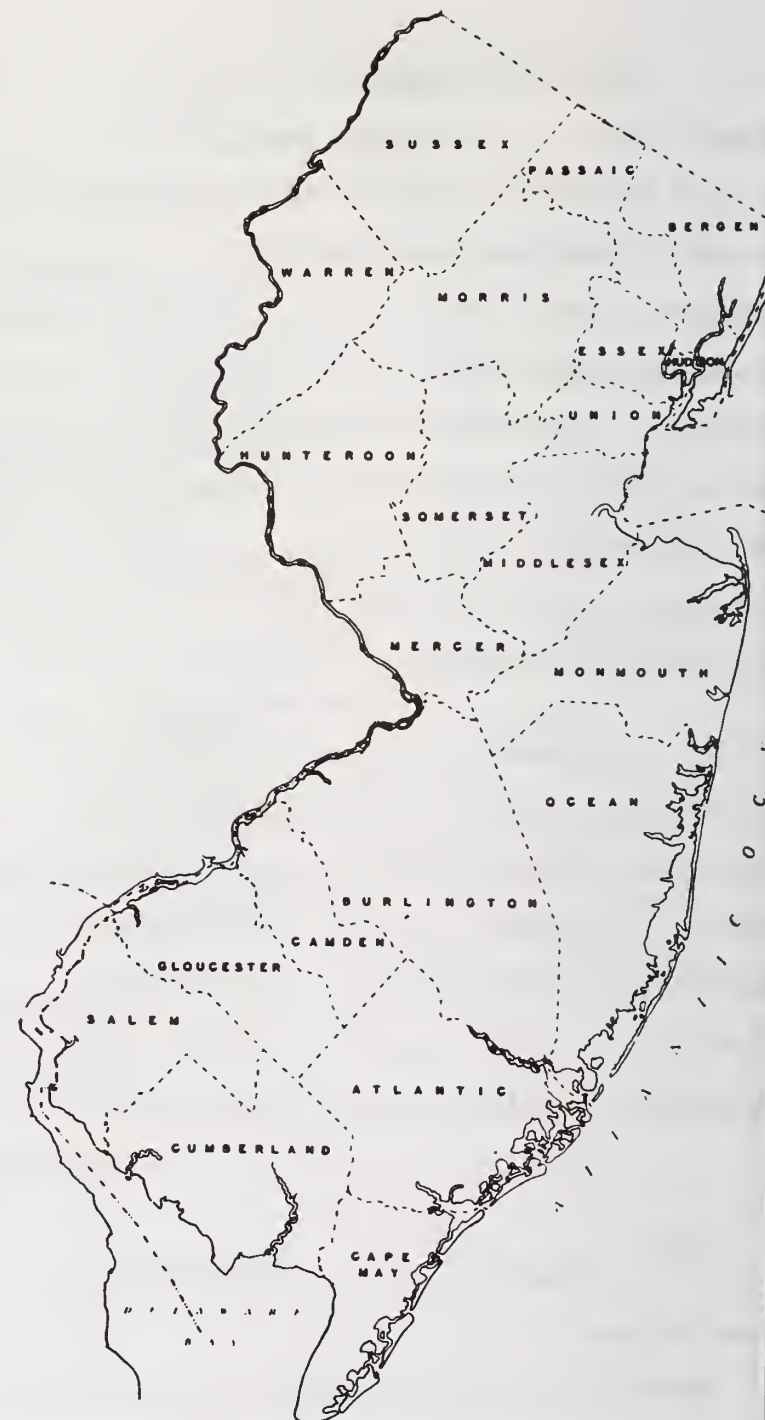 SUSSEX
PASSAIC
BERGEN
WARREN
MORRIS
ESSEX
HUDSON
UNION
HUNTERDON
SOMERSET
MIDDLESEX
MERCER
MONMOUTH
OCEAN
BURLINGTON
CAMDEN
GLOUCESTER
SALEM
ATLANTIC
CUMBERLAND
CAPE
MAY